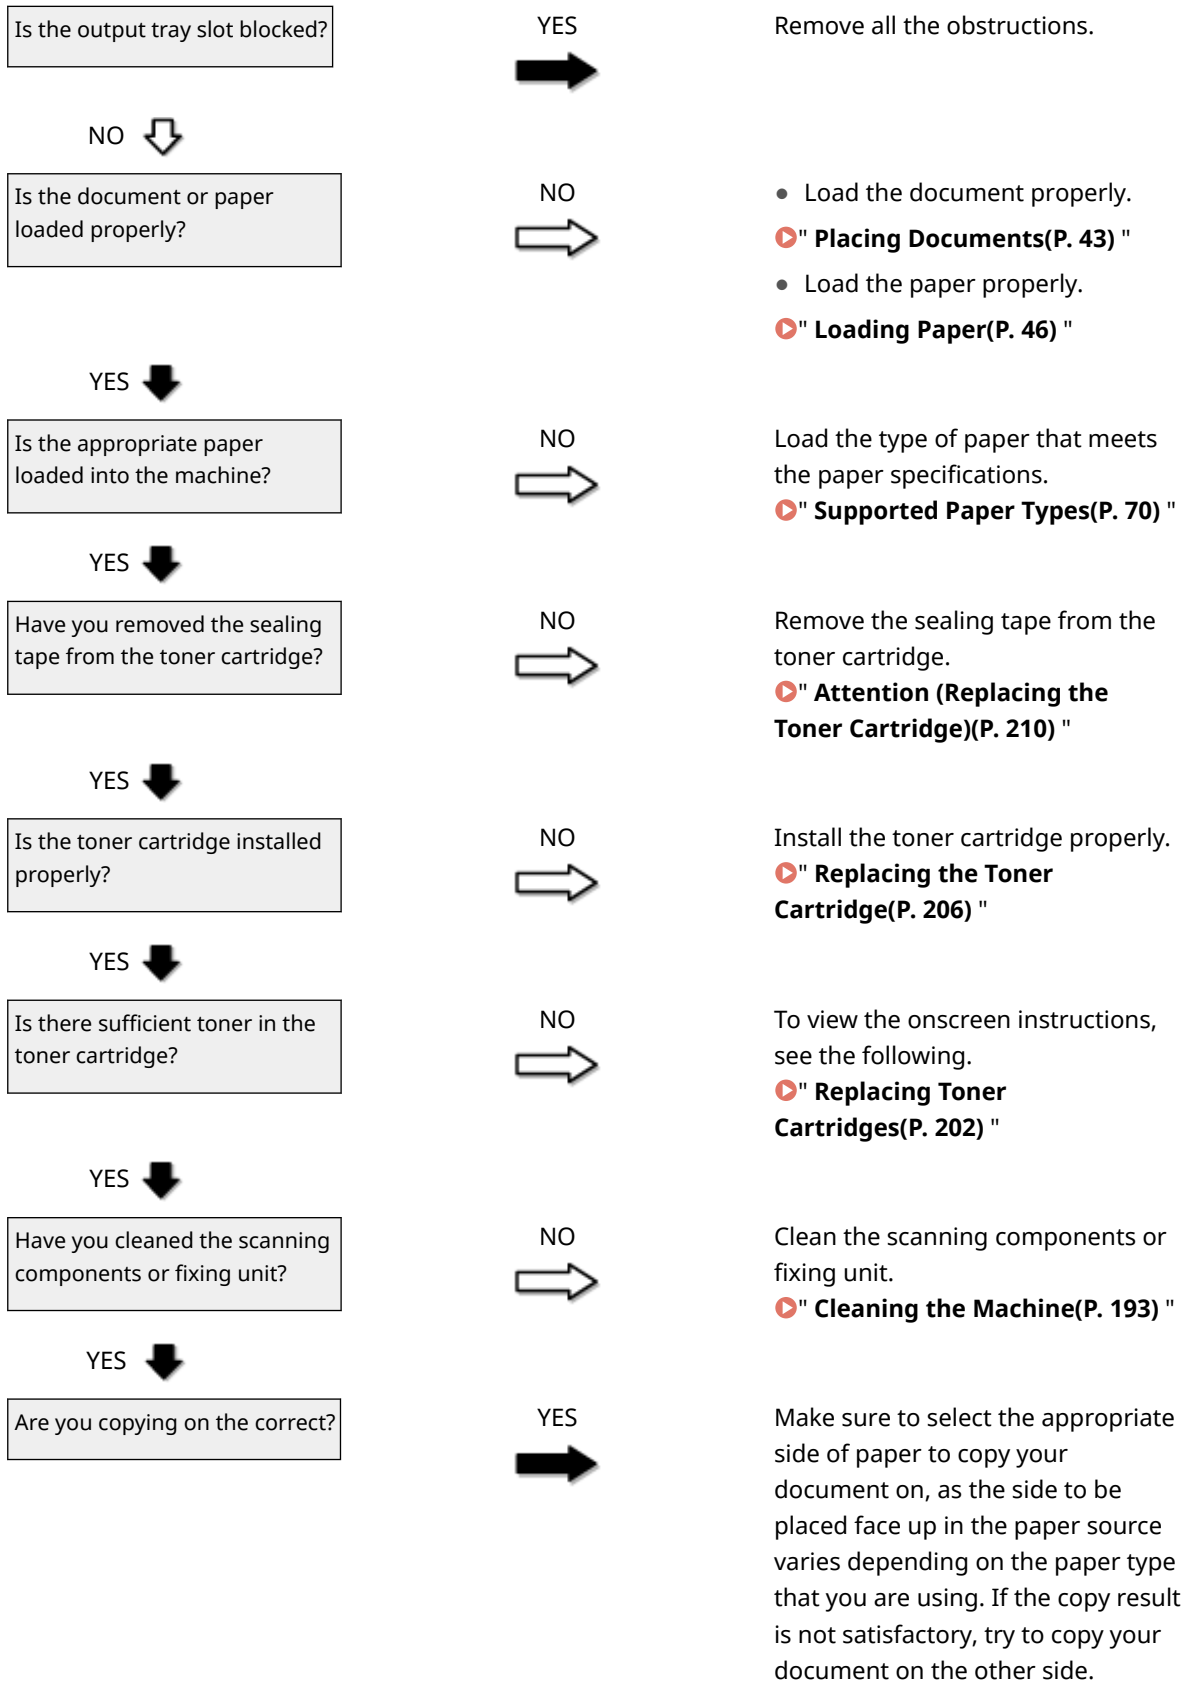 Is the output tray slot blocked?
YES
Remove all the obstructions.
NO
Is the document or paper
loaded properly?
NO
● Load the document properly.
" Placing Documents(P. 43) "
● Load the paper properly.
" Loading Paper(P. 46) "
YES
Is the appropriate paper
loaded into the machine?
NO
Load the type of paper that meets
the paper specifications.
" Supported Paper Types(P. 70) "
YES
Have you removed the sealing
tape from the toner cartridge?
NO
Remove the sealing tape from the
toner cartridge.
" Attention (Replacing the
Toner Cartridge)(P. 210) "
YES
Is the toner cartridge installed
properly?
NO
Install the toner cartridge properly.
" Replacing the Toner
Cartridge(P. 206) "
YES
Is there sufficient toner in the
toner cartridge?
NO
To view the onscreen instructions,
see the following.
" Replacing Toner
Cartridges(P. 202) "
YES
Have you cleaned the scanning
components or fixing unit?
NO
Clean the scanning components or
fixing unit.
" Cleaning the Machine(P. 193) "
YES
Are you copying on the correct?
YES
Make sure to select the appropriate
side of paper to copy your
document on, as the side to be
placed face up in the paper source
varies depending on the paper type
that you are using. If the copy result
is not satisfactory, try to copy your
document on the other side.